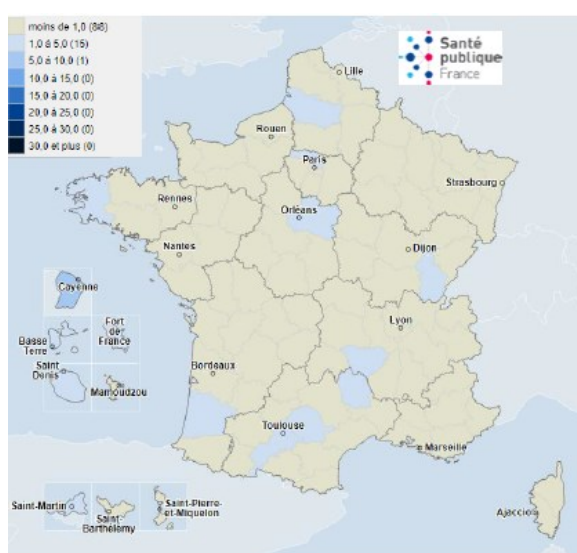 moins de 1,0 (88)
1,0 à 5,0 (15)
5,0 à 10,0 (1)
10,0 à 15,0 (0)
15,0 à 20,0 (0)
20,0 à 25,0 (0)
25,0 à 30,0 (0)
30,0 et plus (0)
Santé
publique
France
Lille
Rouen
Paris
Strasbourg
Rennes
Orléans
Nantes
Dijon
Cayenne
Fort
de
France
Basse
Terre
Saint
Denis
Mamoudzou
Lyon
Bordeaux
Toulouse
Marseille
Saint-Martin
Saint-
Barthélemy
Saint-Pierre
et-Miquelon
Ajaccio